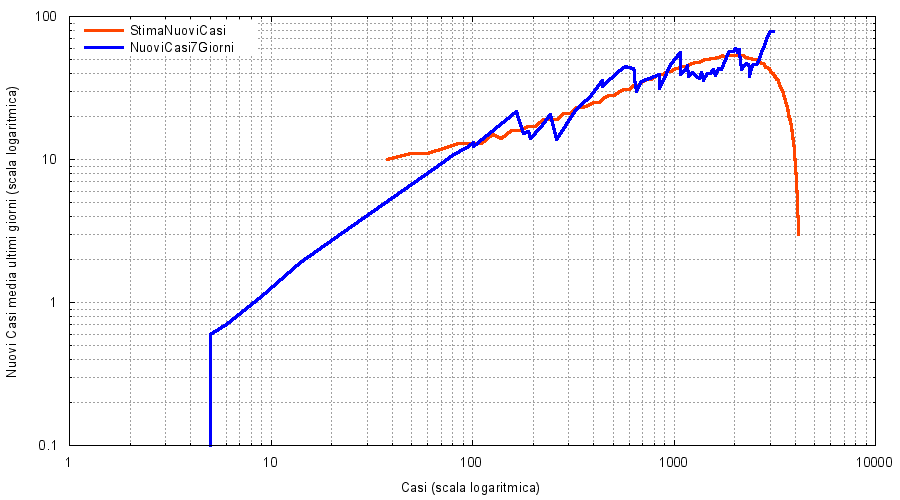 100
StimaNuoviCasi
NuoviCasi7Giorni
10
1
0.1
Nuovi Casi media ultimi giorni (scala logaritmica)
1 10 100 1000 10000
Casi (scala logaritmica)